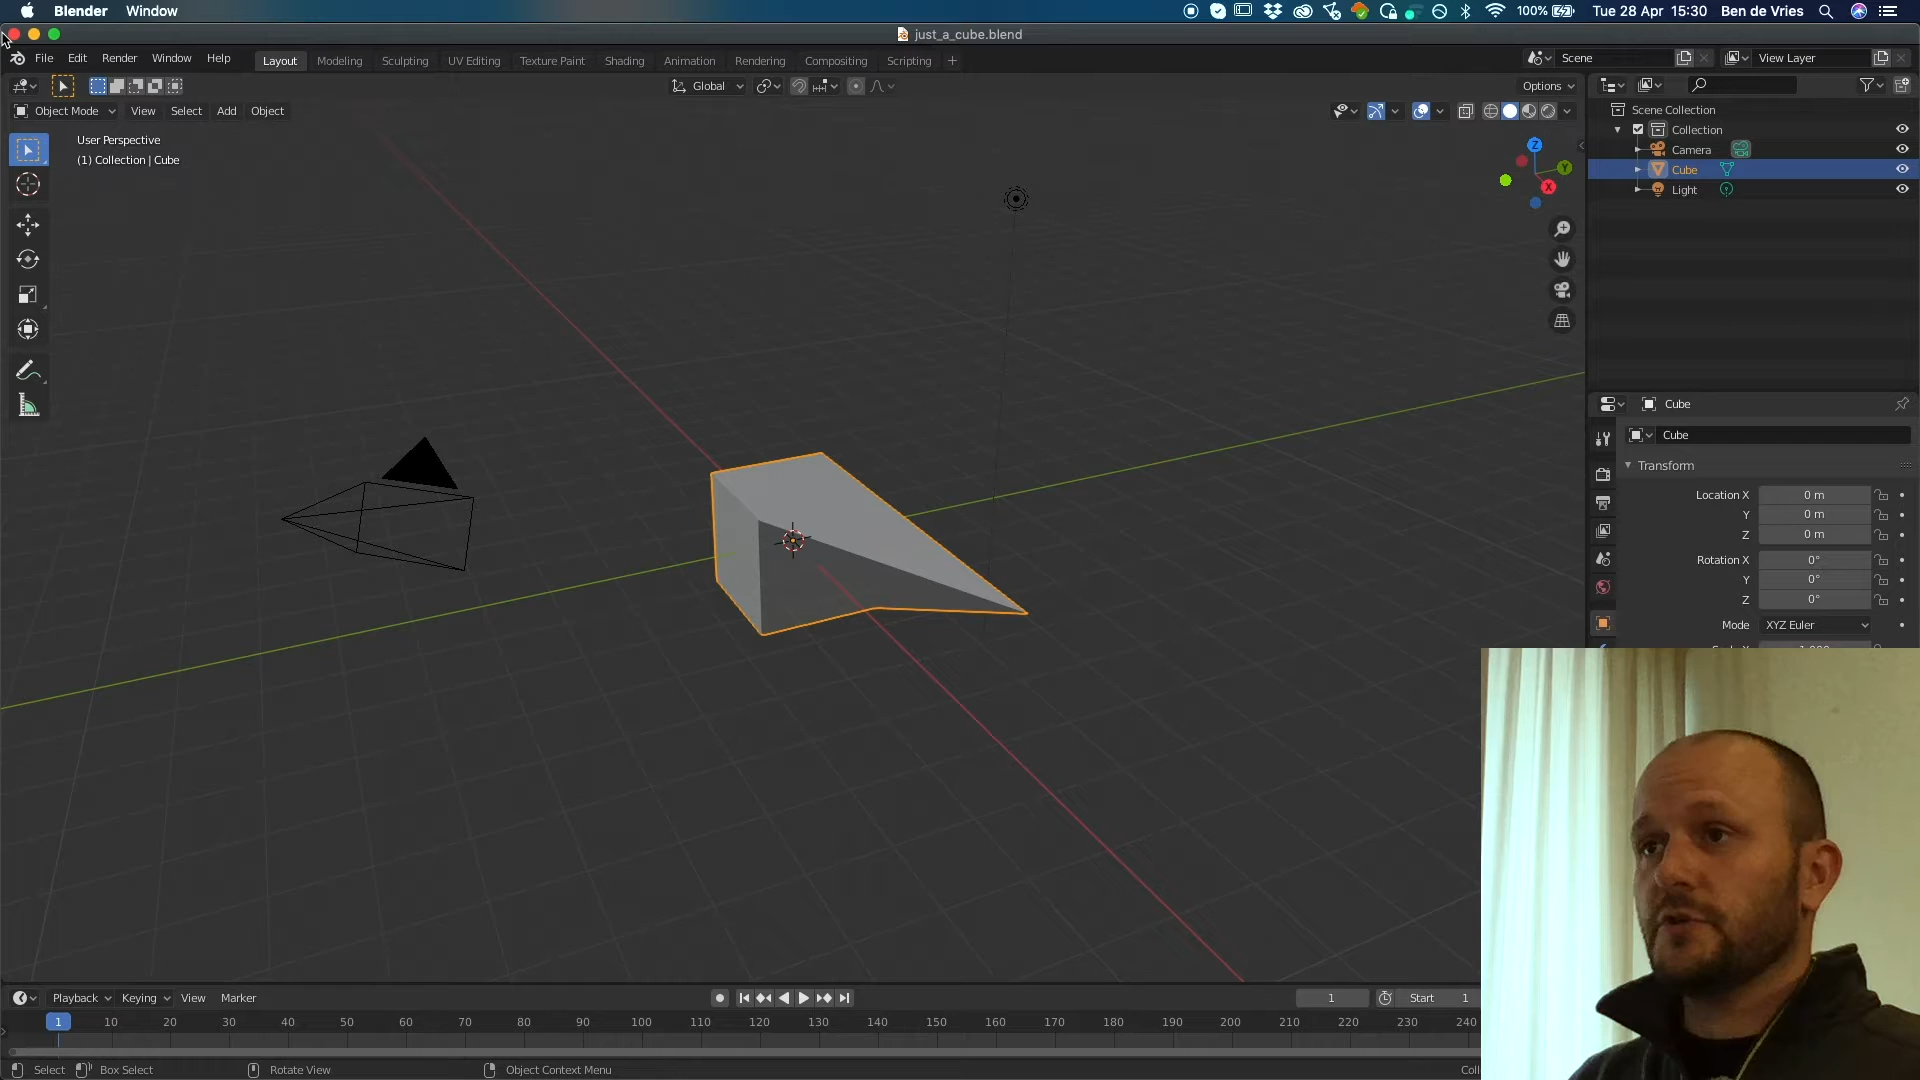 Blender Window 100% Tue 28 Apr 15:30 Ben de Vries
just_a_cube.blend
File Edit Render Window Help Layout Modeling Sculpting UV Editing Texture Paint Shading Animation Rendering Compositing Scripting + Scene View Layer
Global Options
Object Mode View Select Add Object
User Perspective
(1) Collection | Cube
Z
Y
X
Scene Collection
Collection
Camera
Cube
Light
Cube
Cube
Transform
Location X 0 m
Y 0 m
Z 0 m
Rotation X 0°
Y 0°
Z 0°
Mode XYZ Euler
Playback Keying View Marker 1 Start 1
1 10 20 30 40 50 60 70 80 90 100 110 120 130 140 150 160 170 180 190 200 210 220 230 240
Select Box Select Rotate View Object Context Menu Coll